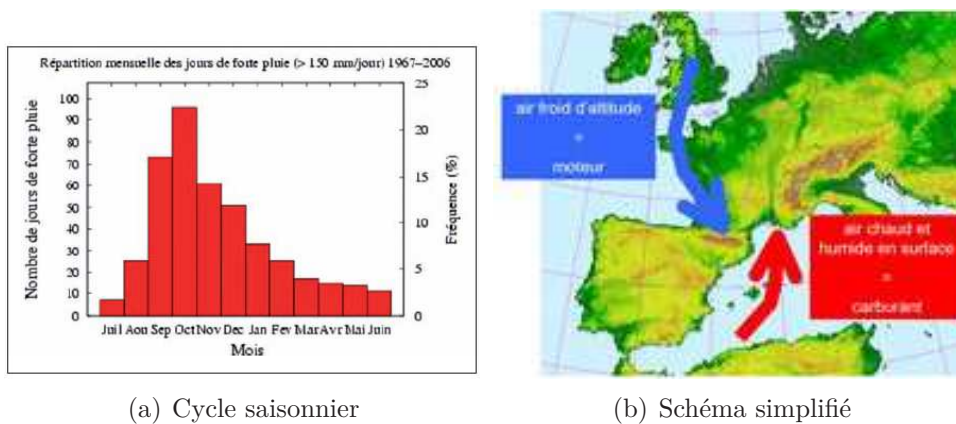 Répartition mensuelle des jours de forte pluie (> 150 mm/jour) 1967–2006
Nombre de jours de forte pluie
100
90
80
70
60
50
40
30
20
10
0
25
20
15
10
5
0
Fréquence (%)
Juil Aou Sep Oct Nov Dec Jan Fev Mar Avr Mai Juin
Mois
air froid d'altitude
=
moteur
air chaud et
humide en surface
=
carburant
(a) Cycle saisonnier
(b) Schéma simplifié